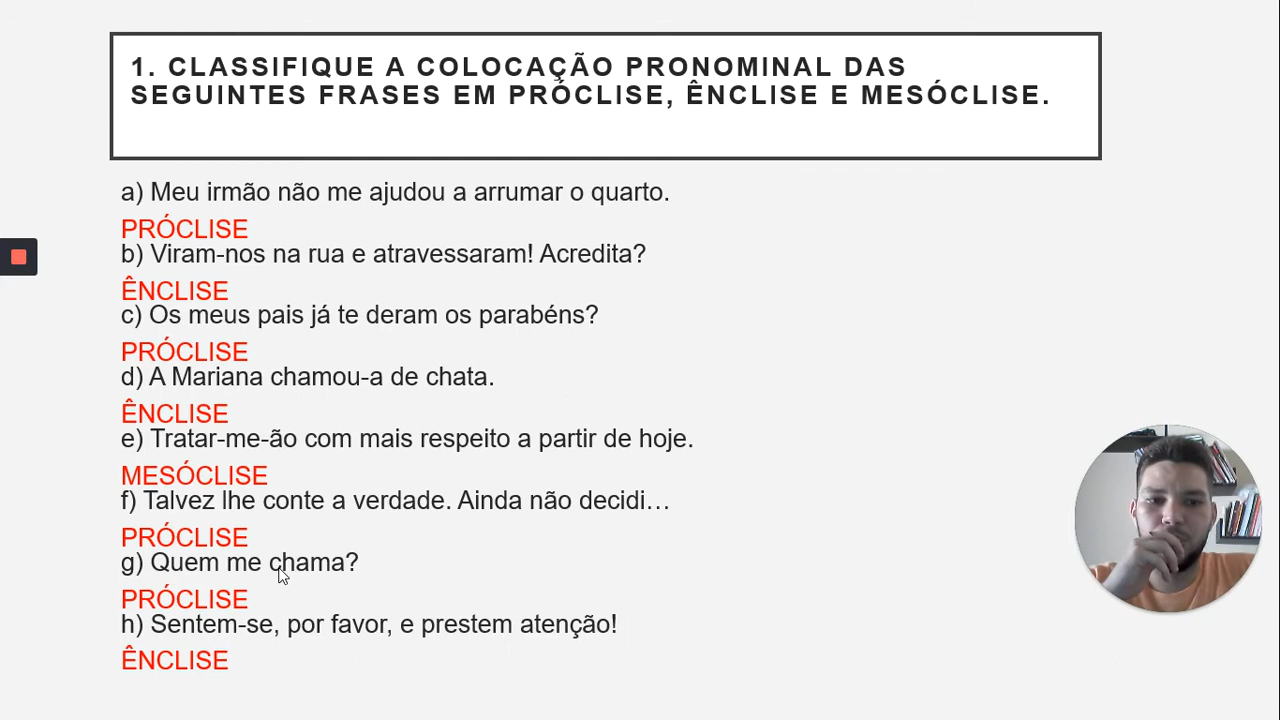 1. CLASSIFIQUE A COLOCAÇÃO PRONOMINAL DAS
SEGUINTES FRASES EM PRÓCLISE, ÊNCLISE E MESÓCLISE.
a) Meu irmão não me ajudou a arrumar o quarto.
PRÓCLISE
b) Viram-nos na rua e atravessaram! Acredita?
ÊNCLISE
c) Os meus pais já te deram os parabéns?
PRÓCLISE
d) A Mariana chamou-a de chata.
ÊNCLISE
e) Tratar-me-ão com mais respeito a partir de hoje.
MESÓCLISE
f) Talvez lhe conte a verdade. Ainda não decidi…
PRÓCLISE
g) Quem me chama?
PRÓCLISE
h) Sentem-se, por favor, e prestem atenção!
ÊNCLISE